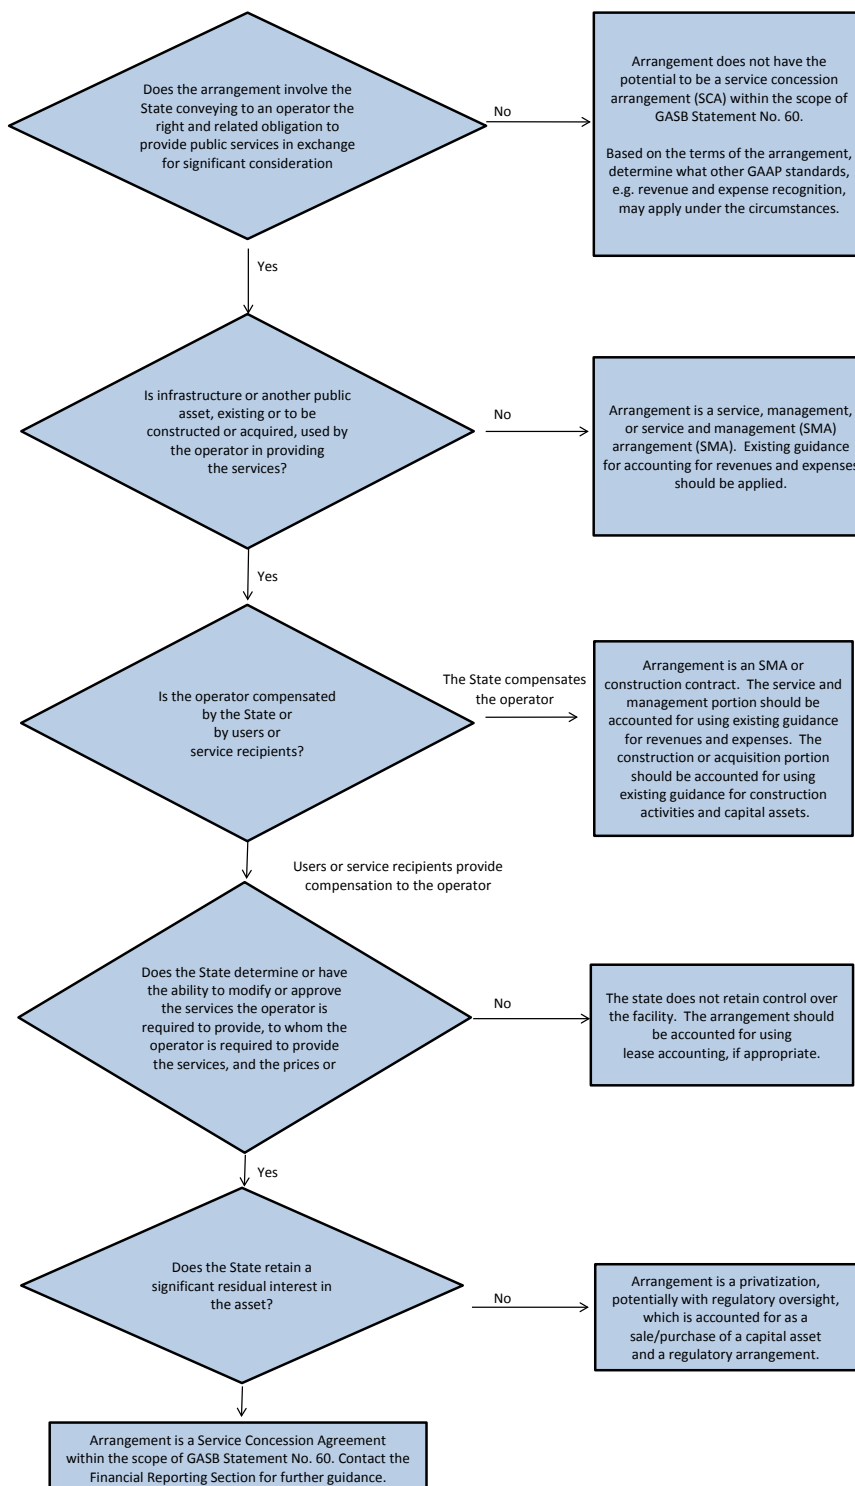 Does the arrangement involve the
State conveying to an operator the
right and related obligation to
provide public services in exchange
for significant consideration
No
Arrangement does not have the
potential to be a service concession
arrangement (SCA) within the scope of
GASB Statement No. 60.
Based on the terms of the arrangement,
determine what other GAAP standards,
e.g. revenue and expense recognition,
may apply under the circumstances.
Yes
Is infrastructure or another public
asset, existing or to be
constructed or acquired, used by
the operator in providing
the services?
No
Arrangement is a service, management,
or service and management (SMA)
arrangement (SMA). Existing guidance
for accounting for revenues and expenses
should be applied.
Yes
Is the operator compensated
by the State or
by users or
service recipients?
The State compensates
the operator
Arrangement is an SMA or
construction contract. The service and
management portion should be
accounted for using existing guidance
for revenues and expenses. The
construction or acquisition portion
should be accounted for using
existing guidance for construction
activities and capital assets.
Users or service recipients provide
compensation to the operator
Does the State determine or have
the ability to modify or approve
the services the operator is
required to provide, to whom the
operator is required to provide
the services, and the prices or
No
The state does not retain control over
the facility. The arrangement should
be accounted for using
lease accounting, if appropriate.
Yes
Does the State retain a
significant residual interest in
the asset?
No
Arrangement is a privatization,
potentially with regulatory oversight,
which is accounted for as a
sale/purchase of a capital asset
and a regulatory arrangement.
Arrangement is a Service Concession Agreement
within the scope of GASB Statement No. 60. Contact the
Financial Reporting Section for further guidance.